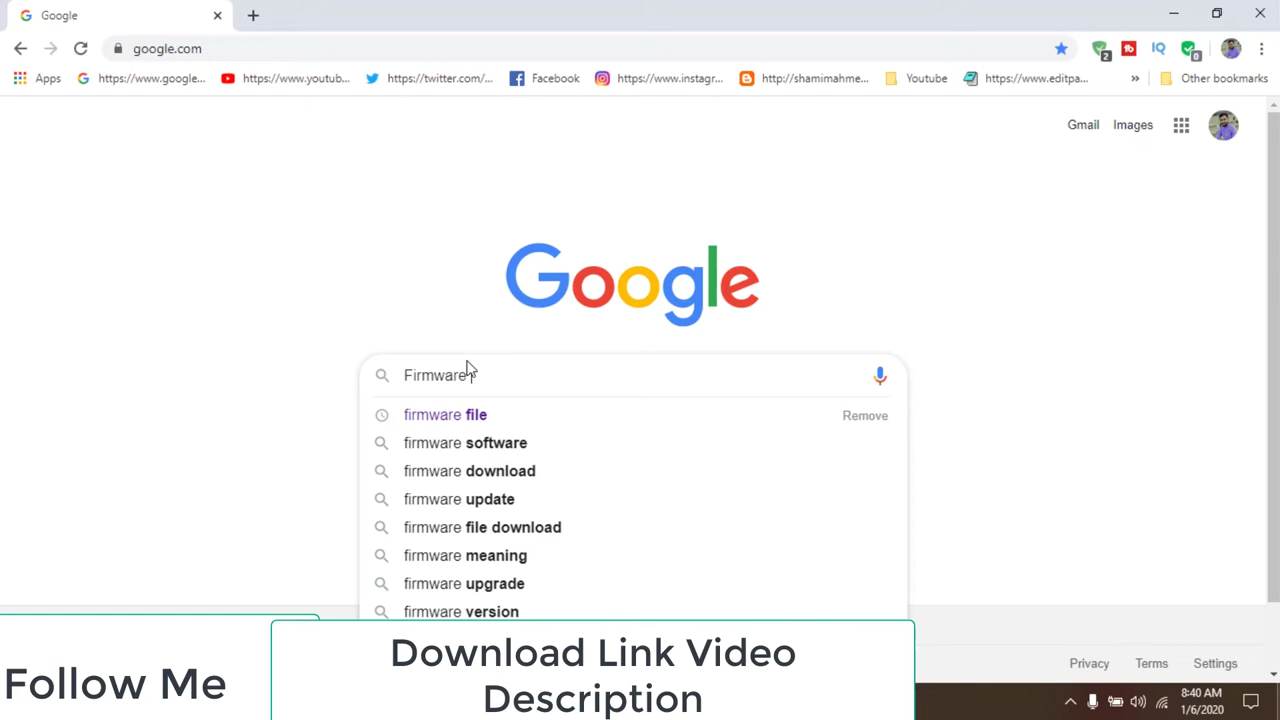 Google
google.com
Apps
https://www.google...
https://www.youtub...
https://twitter.com/...
Facebook
https://www.instagr...
http://shamimahme...
Youtube
https://www.editpa...
»
Other bookmarks
2
IQ
0
Gmail
Images
Google
Firmware
firmware file
Remove
firmware software
firmware download
firmware update
firmware file download
firmware meaning
firmware upgrade
firmware version
Follow Me
Download Link Video
Description
Privacy
Terms
Settings
8:40 AM
1/6/2020